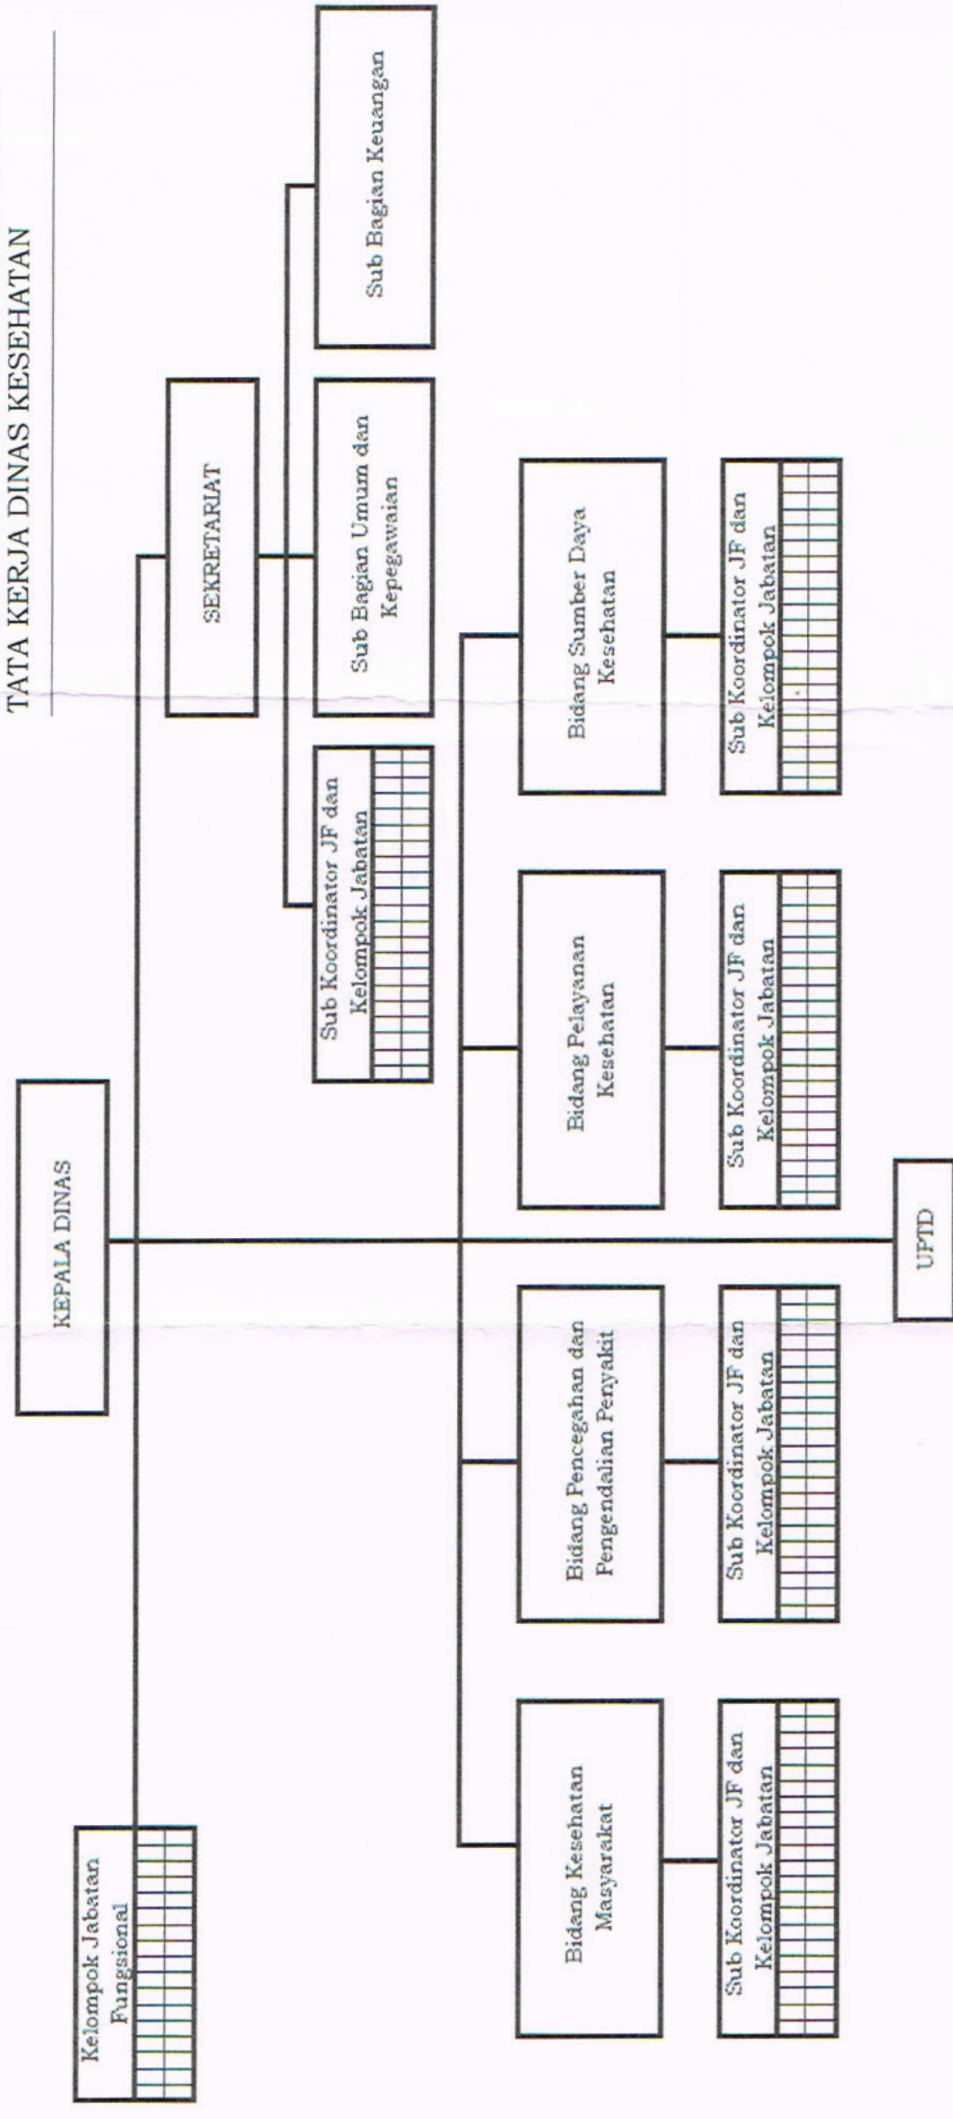 TATA KERJA DINAS KESEHATAN
KEPALA DINAS
Kelompok Jabatan
Fungsional
SEKRETARIAT
Sub Koordinator JF dan
Kelompok Jabatan
Sub Bagian Umum dan
Kepegawaian
Sub Bagian Keuangan
Bidang Kesehatan
Masyarakat
Bidang Pencegahan dan
Pengendalian Penyakit
Bidang Pelayanan
Kesehatan
Bidang Sumber Daya
Kesehatan
Sub Koordinator JF dan
Kelompok Jabatan
Sub Koordinator JF dan
Kelompok Jabatan
Sub Koordinator JF dan
Kelompok Jabatan
Sub Koordinator JF dan
Kelompok Jabatan
UPTD